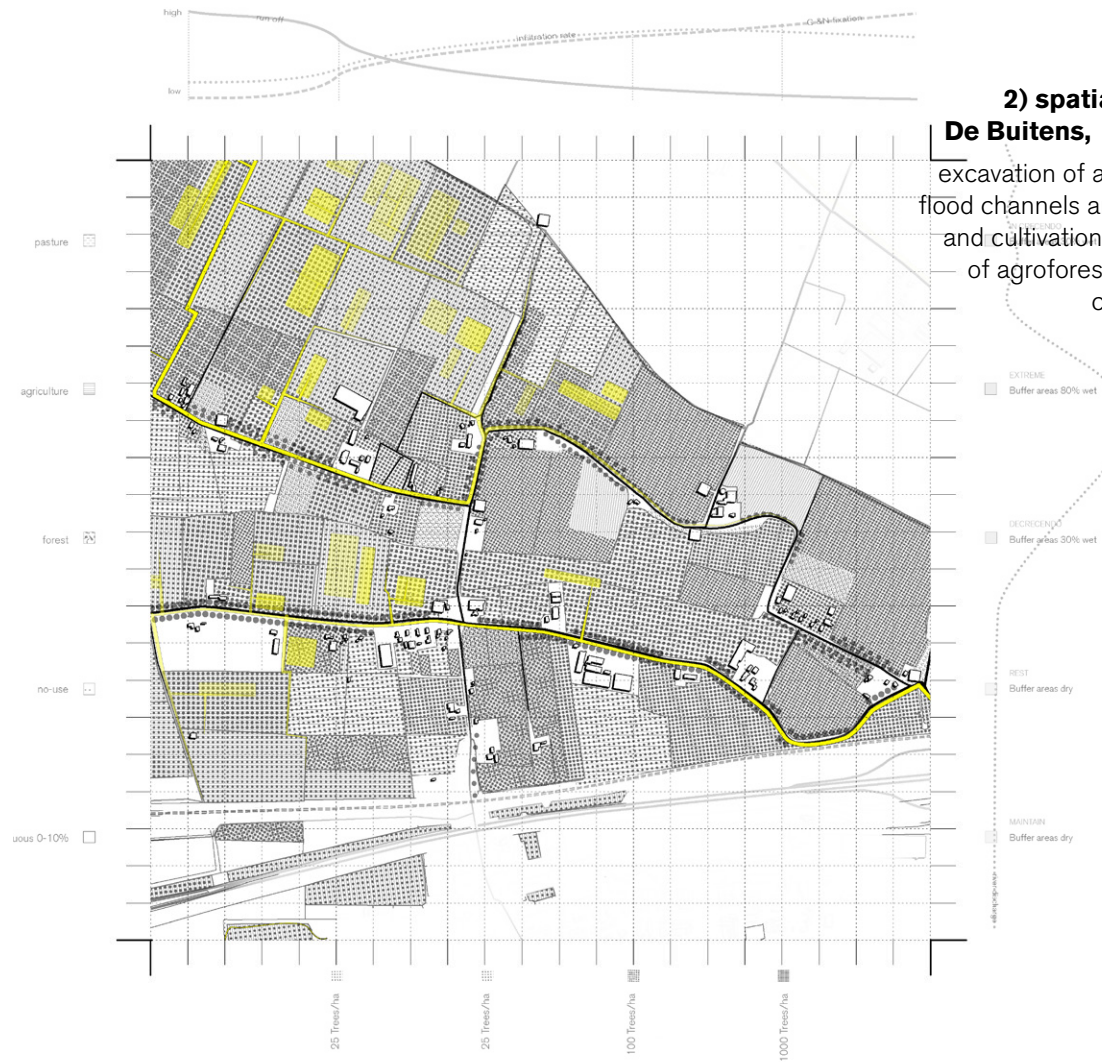 high
run off
infiltration rate
C-&N-fixation
low
2) spatia
De Buitens,
excavation of a
flood channels a
and cultivation
of agrofores
c
pasture
agriculture
forest
no-use
uous 0-10%
Buffer areas
wet
EXTREME
Buffer areas 80% wet
DECRECENDO
Buffer areas 30% wet
REST
Buffer areas dry
MAINTAIN
Buffer areas dry
25 Trees/ha
25 Trees/ha
100 Trees/ha
1000 Trees/ha